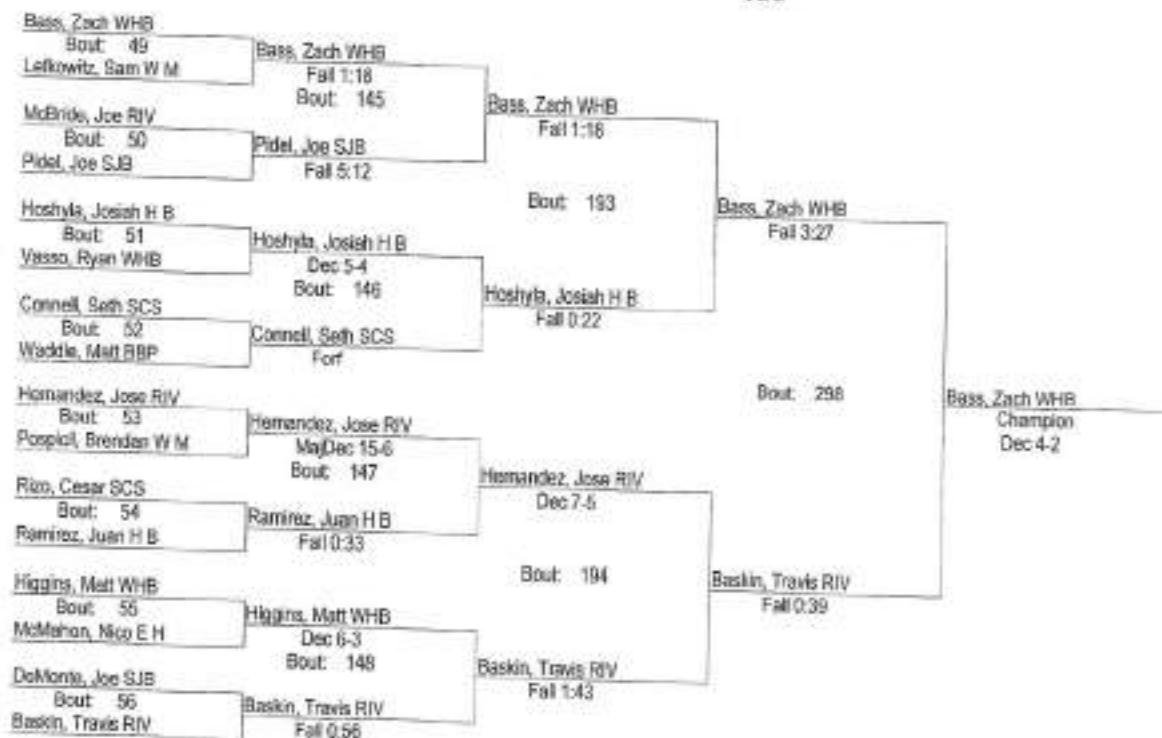 Bass, Zach WHB
Bout: 49
Lefkowitz, Sam W M
McBride, Joe RIV
Bout: 50
Pidel, Joe SJB
Hoshyla, Josiah H B
Bout: 51
Vasso, Ryan WHB
Connell, Seth SCS
Bout: 52
Waddle, Matt BBP
Hernandez, Jose RIV
Bout: 53
Pospicil, Brendan W M
Rizo, Cesar SCS
Bout: 54
Ramirez, Juan H B
Higgins, Matt WHB
Bout: 55
McMahon, Nico E H
DeMonte, Joe SJB
Bout: 56
Baskin, Travis RIV
Bass, Zach WHB
Fall 1:18
Bout: 145
Pidel, Joe SJB
Fall 5:12
Hoshyla, Josiah H B
Dec 5-4
Bout: 146
Connell, Seth SCS
Forf
Hernandez, Jose RIV
MajDec 15-6
Bout: 147
Ramirez, Juan H B
Fall 0:33
Higgins, Matt WHB
Dec 6-3
Bout: 148
Baskin, Travis RIV
Fall 0:56
Bass, Zach WHB
Fall 1:18
Bout: 193
Hoshyla, Josiah H B
Fall 0:22
Hernandez, Jose RIV
Dec 7-5
Bout: 194
Baskin, Travis RIV
Fall 1:43
Bass, Zach WHB
Fall 3:27
Bout: 298
Baskin, Travis RIV
Fall 0:39
Bass, Zach WHB
Champion
Dec 4-2